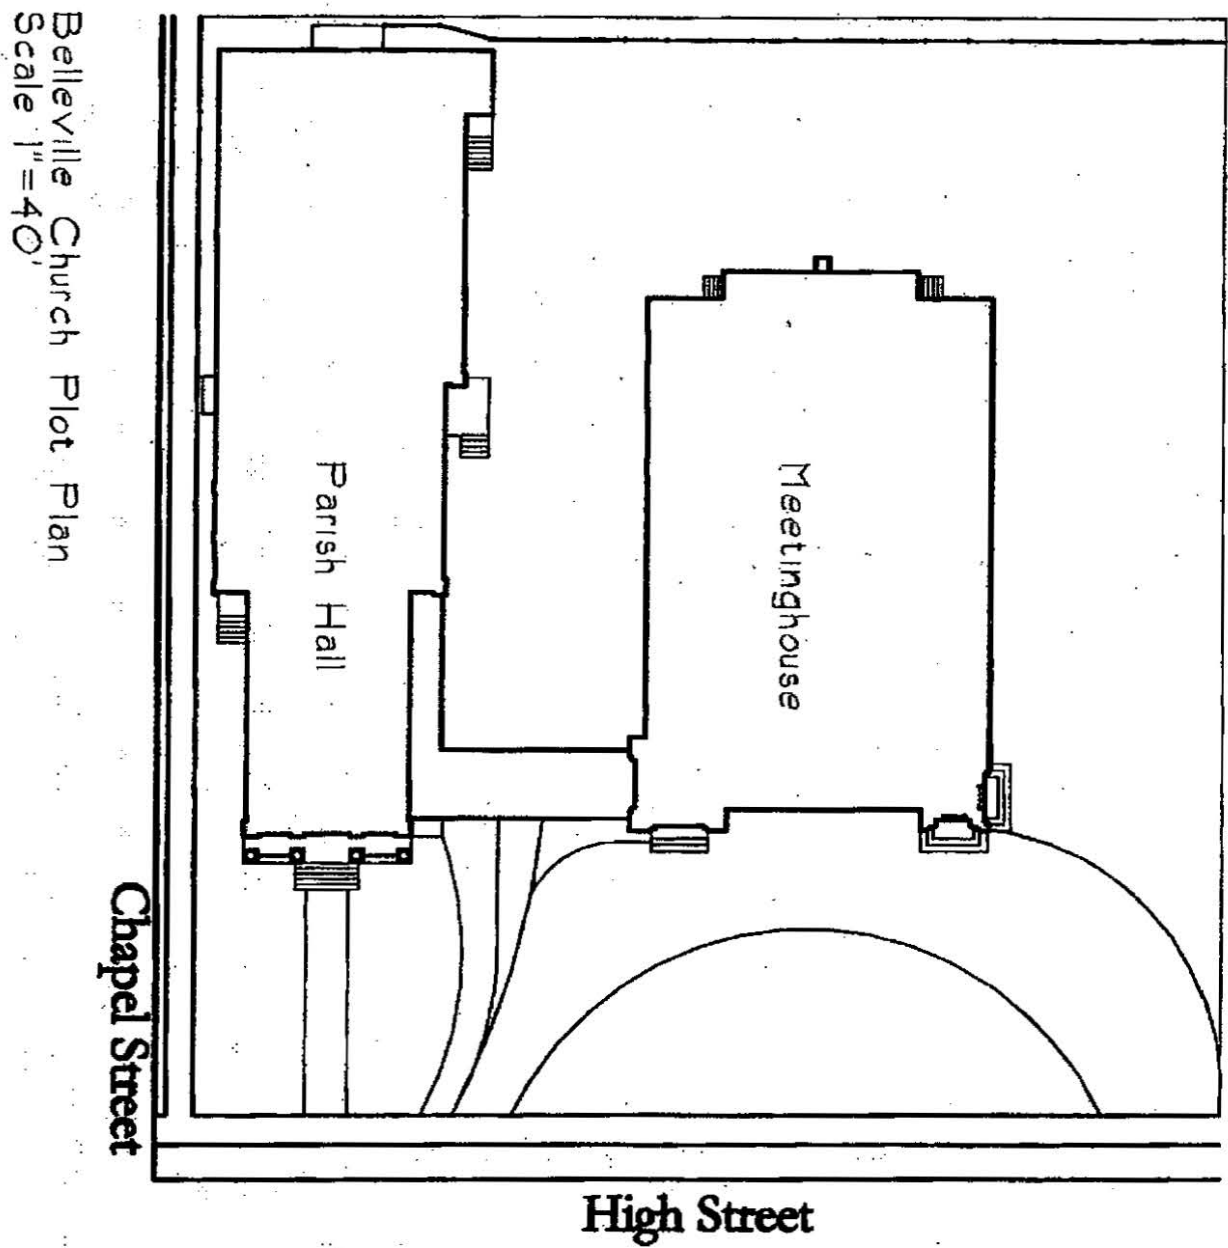 Belleville Church Plot Plan
Scale 1"=40'
Parish Hall
Meetinghouse
Chapel Street
High Street